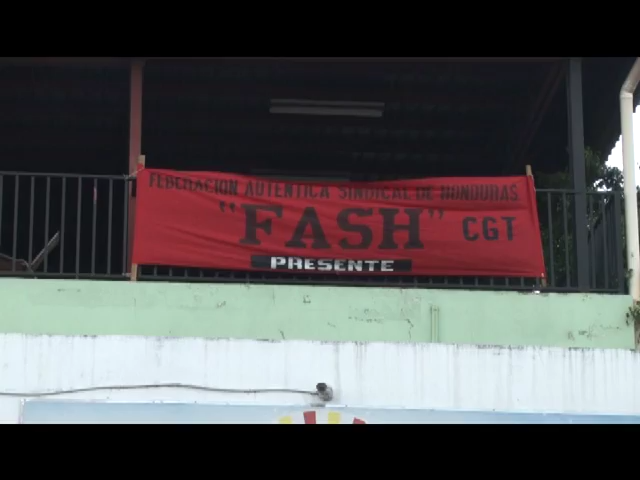 FEDERACION AUTENTICA SINDICAL DE HONDURAS
"FASH" CGT
PRESENTE